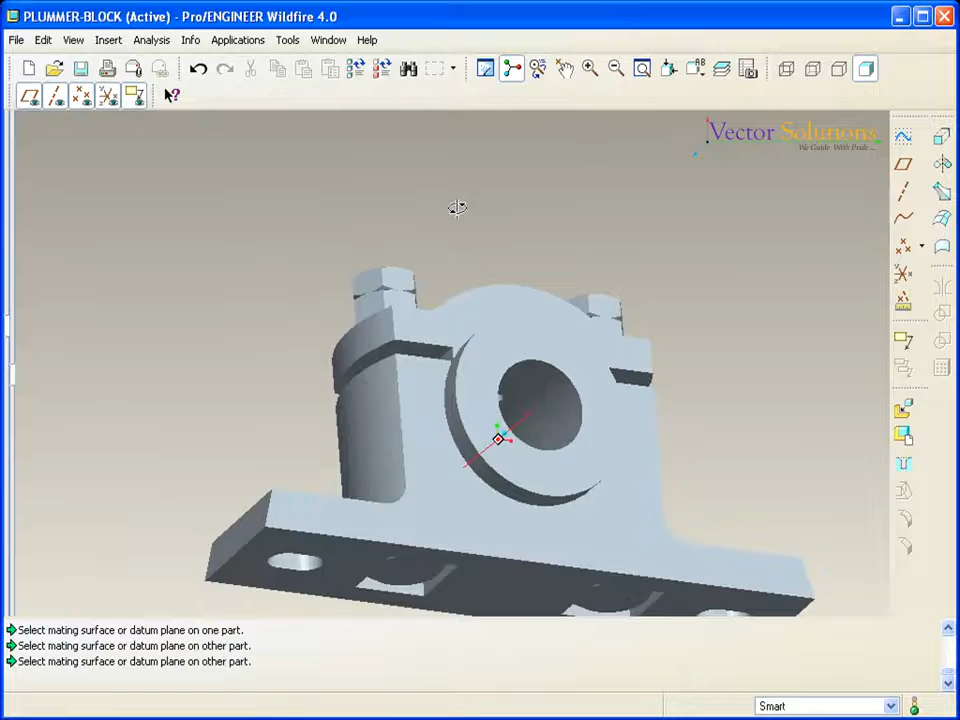 PLUMMER-BLOCK (Active) - Pro/ENGINEER Wildfire 4.0
File Edit View Insert Analysis Info Applications Tools Window Help
Vector Solutions
We Guide With Pride ...
Select mating surface or datum plane on one part.
Select mating surface or datum plane on other part.
Select mating surface or datum plane on other part.
Smart